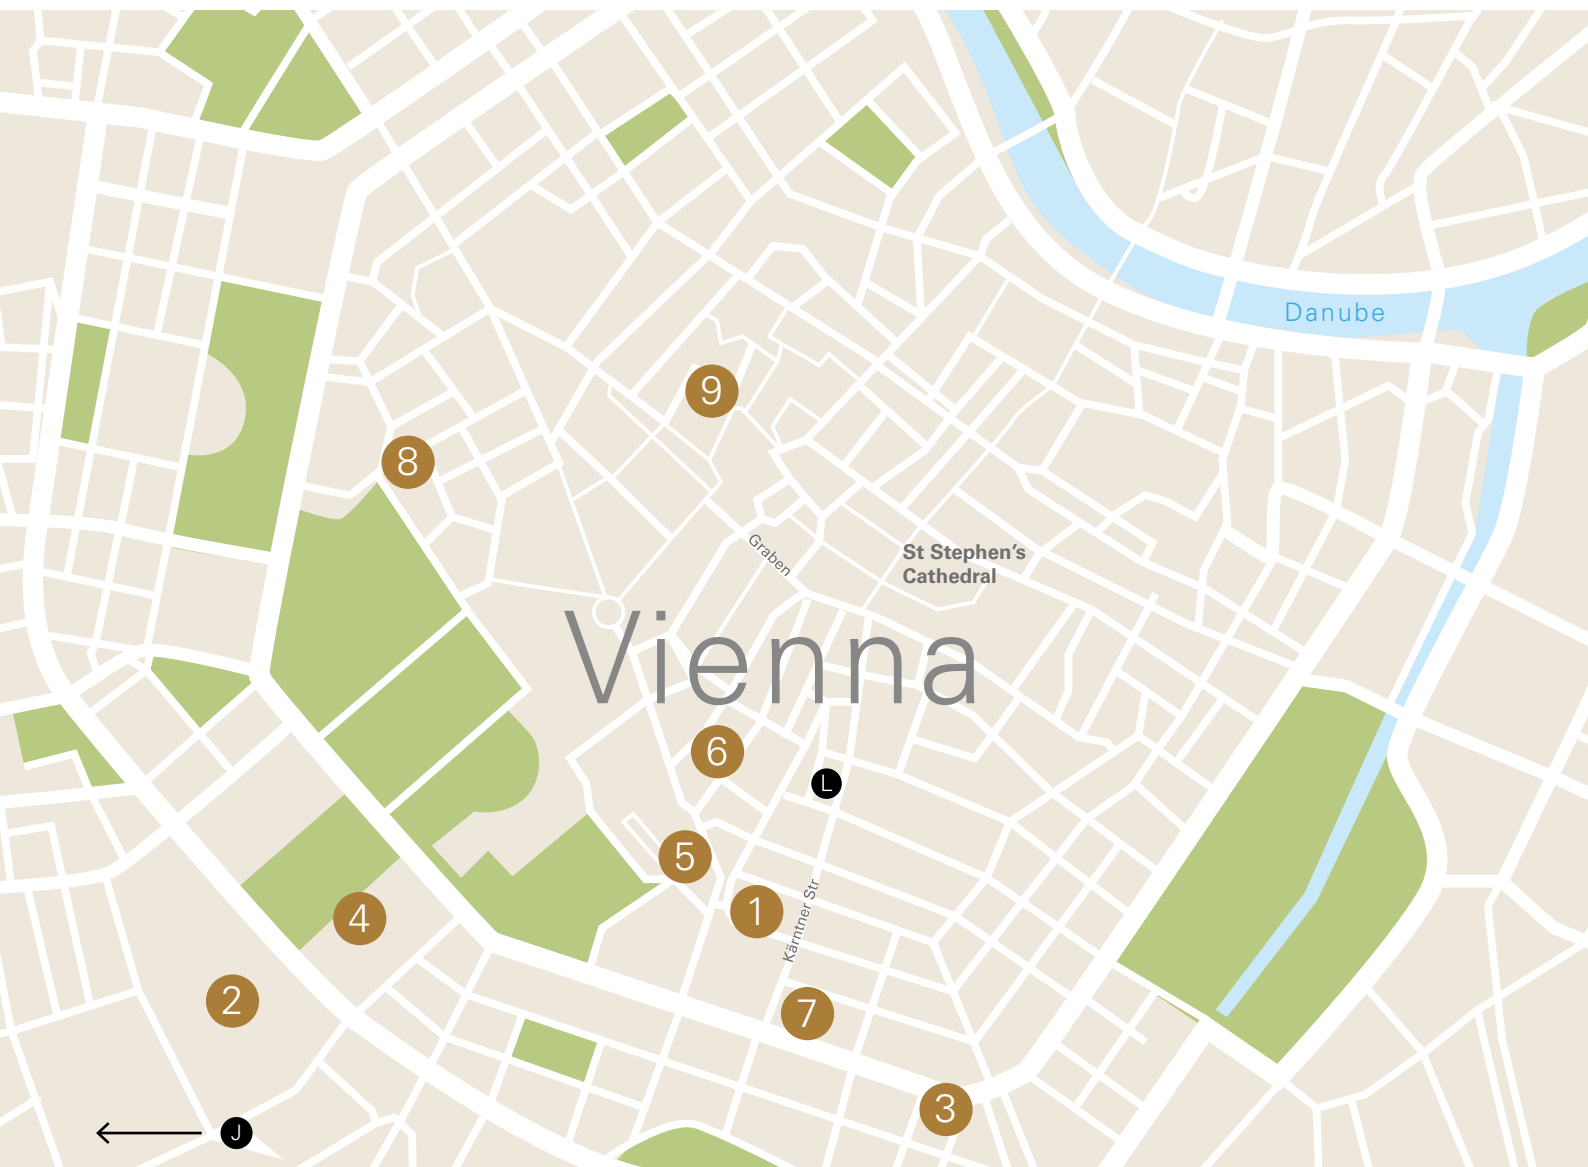 Danube
9
8
Graben
St Stephen's
Cathedral
Vienna
6
L
5
1
Kärntner Str
4
2
7
3
J